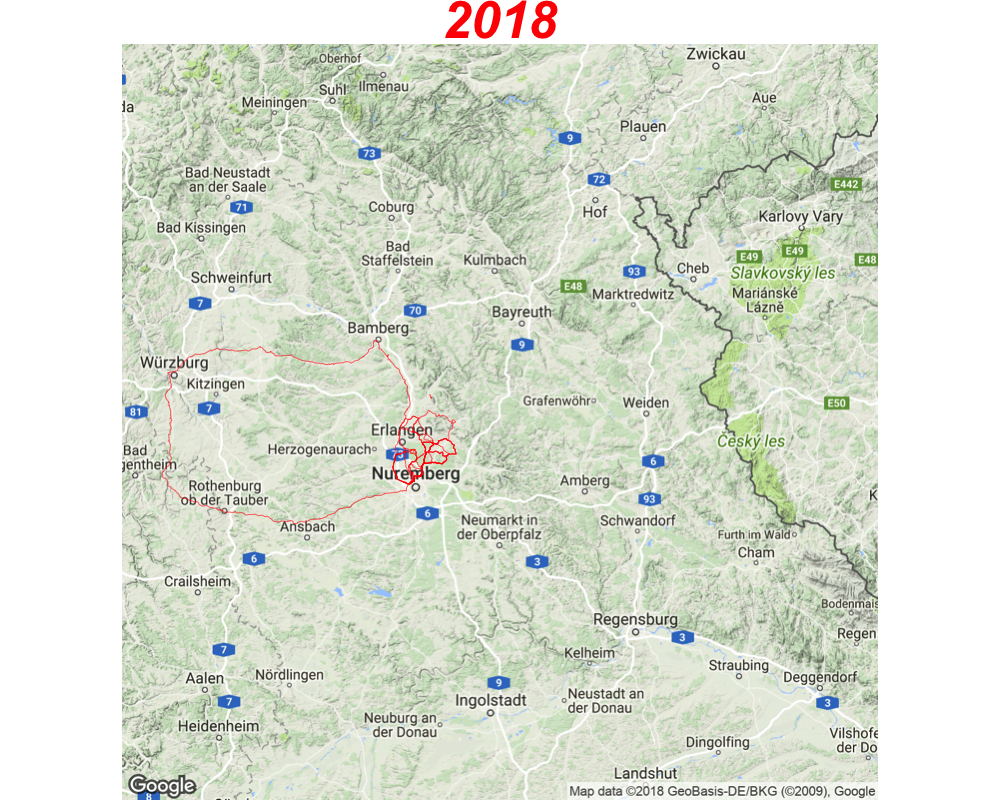 2018
Zwickau
Oberhof
Suhl
Ilmenau
Meiningen
Aue
da
Plauen
9
73
72
Bad Neustadt
an der Saale
E442
71
Coburg
Hof
Karlovy Vary
Bad Kissingen
Bad
Staffelstein
Kulmbach
E49
E49
E48
Schweinfurt
93
Cheb
Slavkovský les
E48
Marktredwitz
Mariánské
Lázně
7
70
Bayreuth
Bamberg
9
Würzburg
Kitzingen
Grafenwöhr
Weiden
E50
81
7
Erlangen
Český les
Bad
gentheim
Herzogenaurach
73
Nuremberg
6
Rothenburg
ob der Tauber
Amberg
93
K
6
Ansbach
Neumarkt in
der Oberpfalz
Schwandorf
Furth im Wald
Cham
6
3
Crailsheim
Bodenmais
Regensburg
3
Regen
7
Kelheim
Straubing
Aalen
Nördlingen
9
Deggendorf
7
Ingolstadt
Neustadt an
der Donau
3
Heidenheim
Neuburg an
der Donau
Vilshofe
der Do
Dingolfing
Landshut
Google
8
Map data ©2018 GeoBasis-DE/BKG (©2009), Google